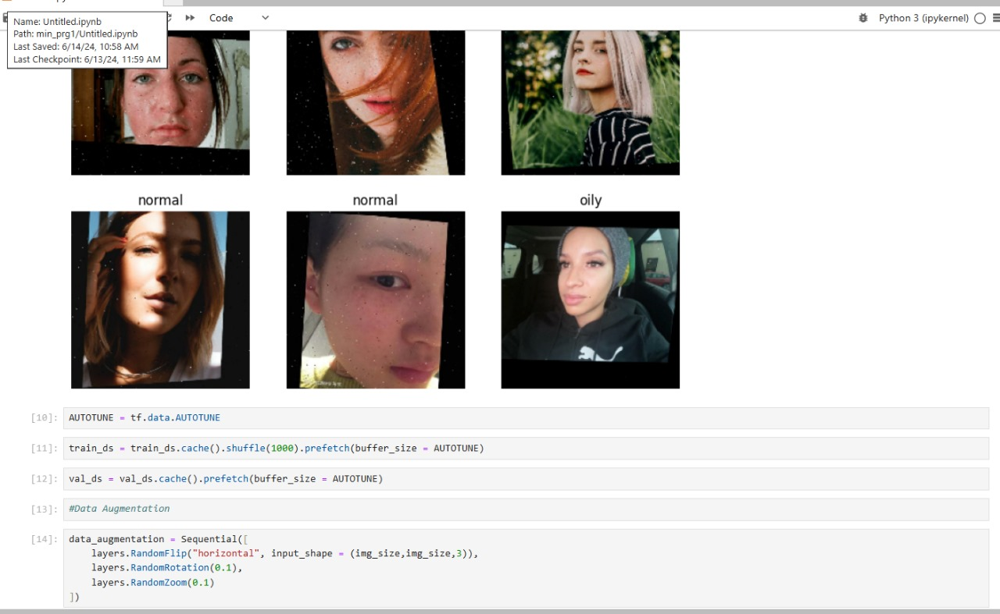 Code
Python 3 (ipykernel)
Name: Untitled.ipynb
Path: min_prg1/Untitled.ipynb
Last Saved: 6/14/24, 10:58 AM
Last Checkpoint: 6/13/24, 11:59 AM
normal
normal
oily
[10]: AUTOTUNE = tf.data.AUTOTUNE
[11]: train_ds = train_ds.cache().shuffle(1000).prefetch(buffer_size = AUTOTUNE)
[12]: val_ds = val_ds.cache().prefetch(buffer_size = AUTOTUNE)
[13]: #Data Augmentation
[14]: data_augmentation = Sequential([
layers.RandomFlip("horizontal", input_shape = (img_size,img_size,3)),
layers.RandomRotation(0.1),
layers.RandomZoom(0.1)
])